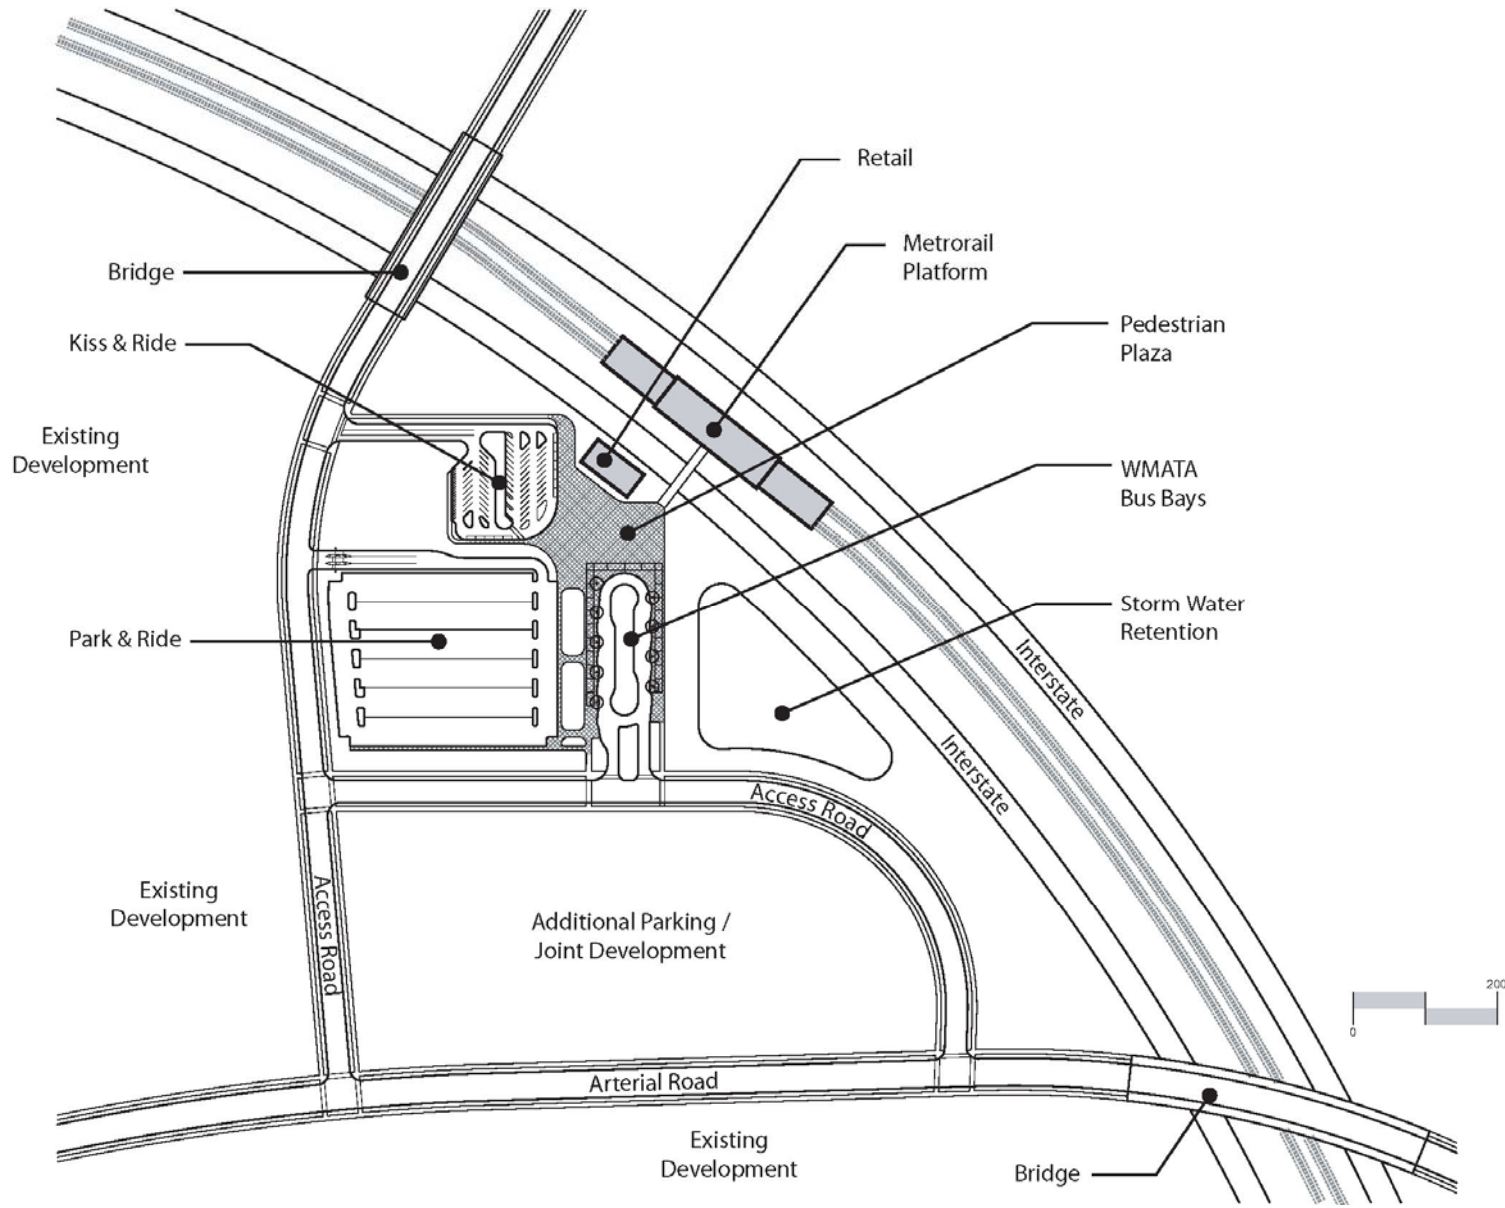 Retail
Metrorail
Platform
Bridge
Pedestrian
Plaza
Kiss & Ride
Existing
Development
WMATA
Bus Bays
Storm Water
Retention
Park & Ride
Interstate
Interstate
Access Road
Existing
Development
Access Road
Additional Parking /
Joint Development
200
0
Arterial Road
Existing
Development
Bridge